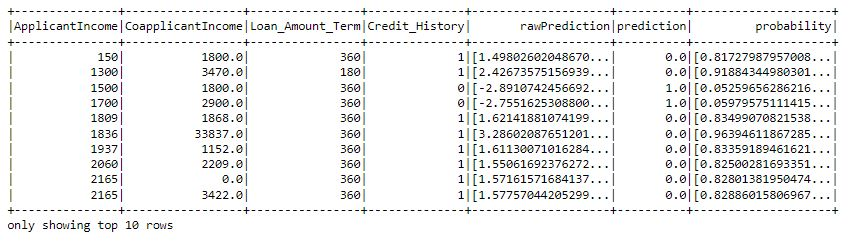 +---------------+-----------------+----------------+--------------+--------------------+----------+--------------------+
|ApplicantIncome|CoapplicantIncome|Loan_Amount_Term|Credit_History|       rawPrediction|prediction|         probability|
+---------------+-----------------+----------------+--------------+--------------------+----------+--------------------+
|            150|           1800.0|             360|             1|[1.49802602048670...|       0.0|[0.81727987957008...|
|           1300|           3470.0|             180|             1|[2.42673575156939...|       0.0|[0.91884344980301...|
|           1500|           1800.0|             360|             0|[-2.8910742456692...|       1.0|[0.05259656286216...|
|           1700|           2900.0|             360|             0|[-2.7551625308800...|       1.0|[0.05979575111415...|
|           1809|           1868.0|             360|             1|[1.62141881074199...|       0.0|[0.83499070821538...|
|           1836|          33837.0|             360|             1|[3.28602087651201...|       0.0|[0.96394611867285...|
|           1937|           1152.0|             360|             1|[1.61130071016284...|       0.0|[0.83359189461621...|
|           2060|           2209.0|             360|             1|[1.55061692376272...|       0.0|[0.82500281693351...|
|           2165|              0.0|             360|             1|[1.57161571684137...|       0.0|[0.82801381950474...|
|           2165|           3422.0|             360|             1|[1.57757044205299...|       0.0|[0.82886015806967...|
+---------------+-----------------+----------------+--------------+--------------------+----------+--------------------+
only showing top 10 rows